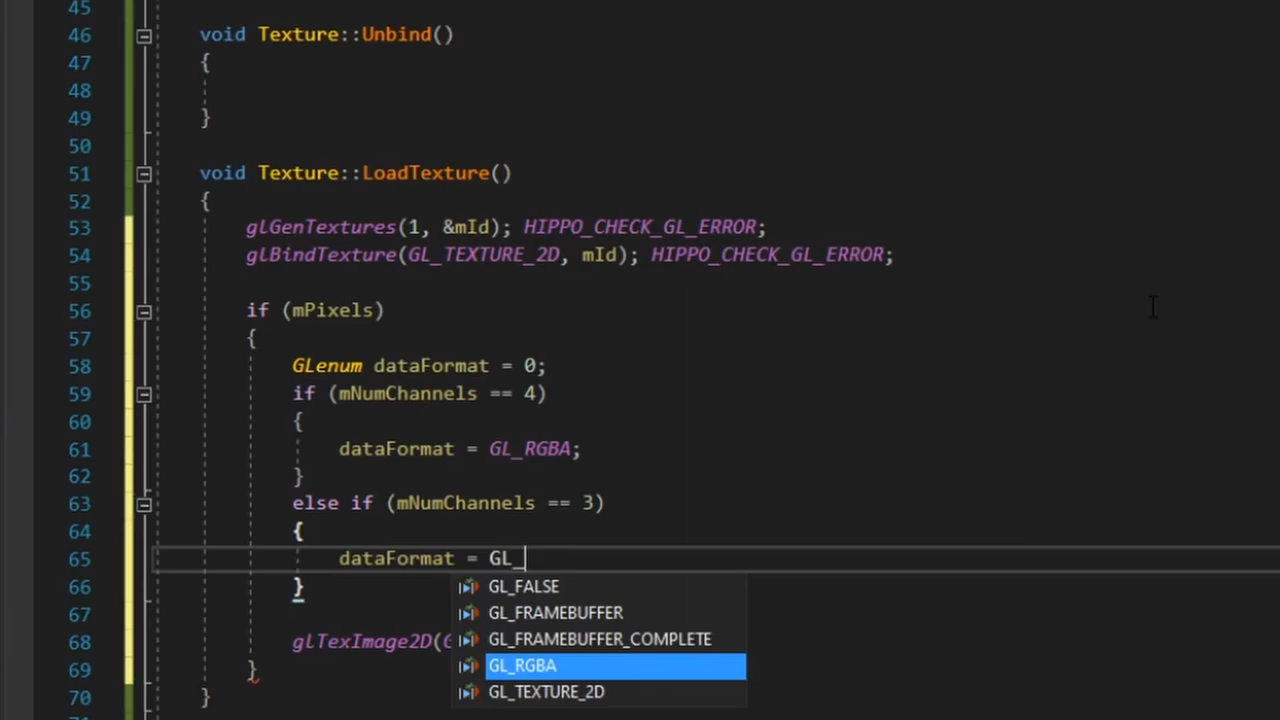 45
46 void Texture::Unbind()
47 {
48
49 }
50
51 void Texture::LoadTexture()
52 {
53 glGenTextures(1, &mId); HIPPO_CHECK_GL_ERROR;
54 glBindTexture(GL_TEXTURE_2D, mId); HIPPO_CHECK_GL_ERROR;
55
56 if (mPixels)
57 {
58 GLenum dataFormat = 0;
59 if (mNumChannels == 4)
60 {
61 dataFormat = GL_RGBA;
62 }
63 else if (mNumChannels == 3)
64 {
65 dataFormat = GL_
66 }
GL_FALSE
67
GL_FRAMEBUFFER
68 glTexImage2D(
GL_FRAMEBUFFER_COMPLETE
69 }
GL_RGBA
70 }
GL_TEXTURE_2D